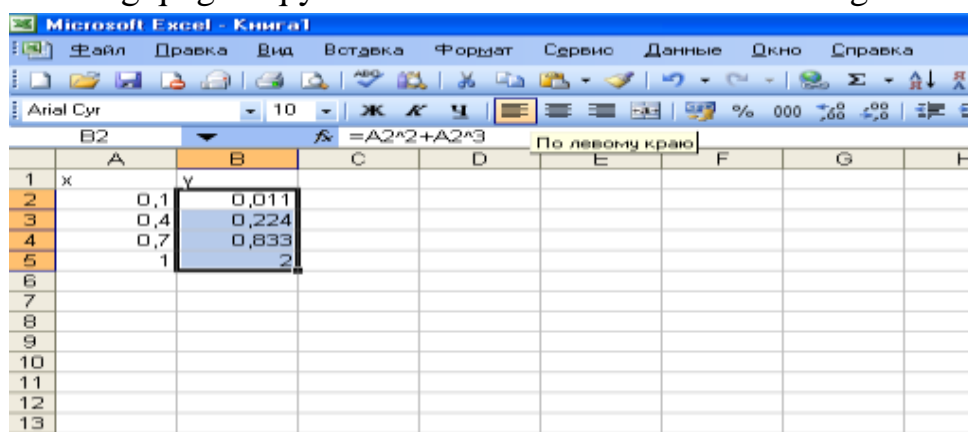 Microsoft Excel - Книга1
Файл Правка Вид Вставка Формат Сервис Данные Окно Справка
Arial Cyr 10 Ж К Ч % 000
B2 fx =A2^2+A2^3
По левому краю
A B C D E F G H
1 x y
2 0,1 0,011
3 0,4 0,224
4 0,7 0,833
5 1 2
6
7
8
9
10
11
12
13